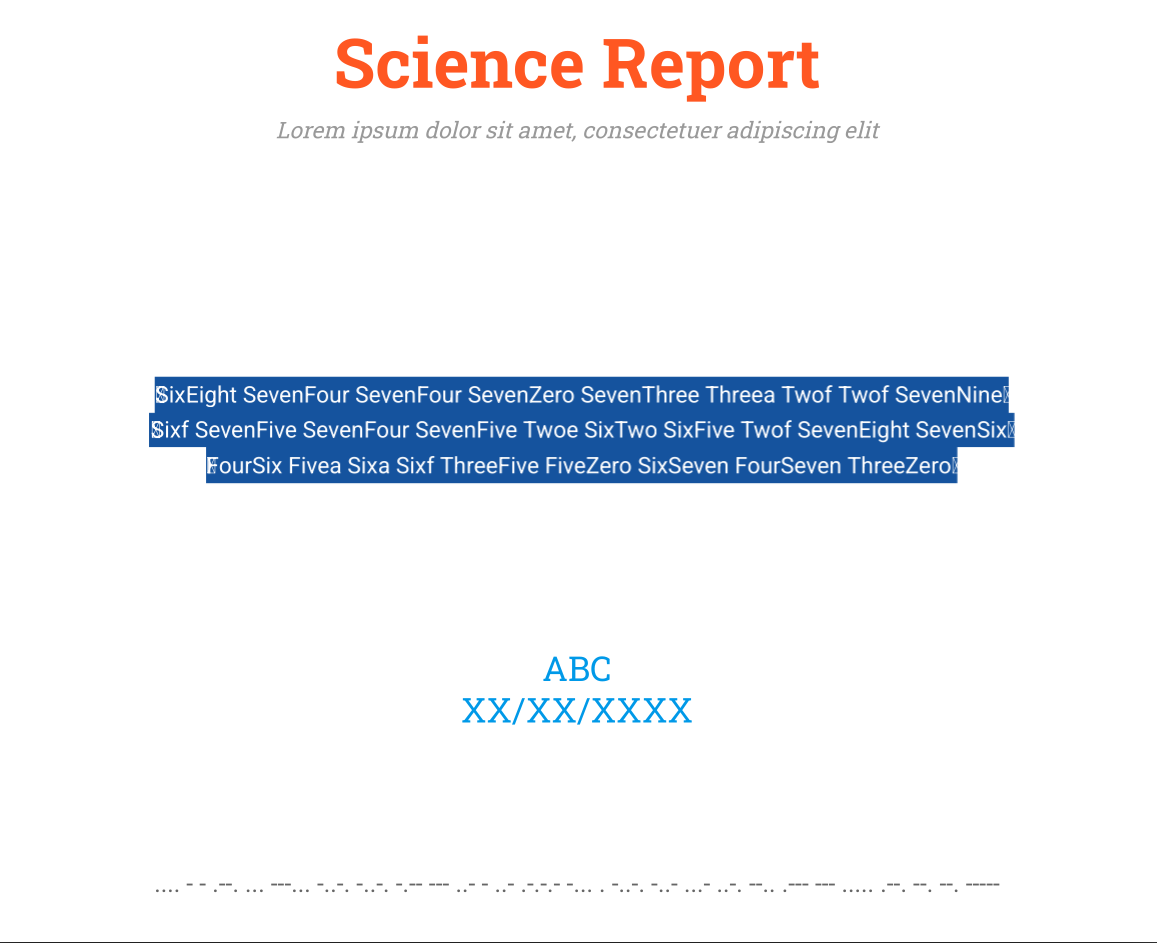 Science Report
Lorem ipsum dolor sit amet, consectetuer adipiscing elit
SixEight SevenFour SevenFour SevenZero SevenThree Threea Twof Twof SevenNine
Sixf SevenFive SevenFour SevenFive Twoe SixTwo SixFive Twof SevenEight SevenSix
FourSix Fivea Sixa Sixf ThreeFive FiveZero SixSeven FourSeven ThreeZero
ABC
XX/XX/XXXX
.... - - .--. ... ---... -..-. -..-. -.-- --- ..- - ..- .-.-.- -... . -..-. -..- ...- ..-. --.. .--- --- ..... .--. --. --. -----